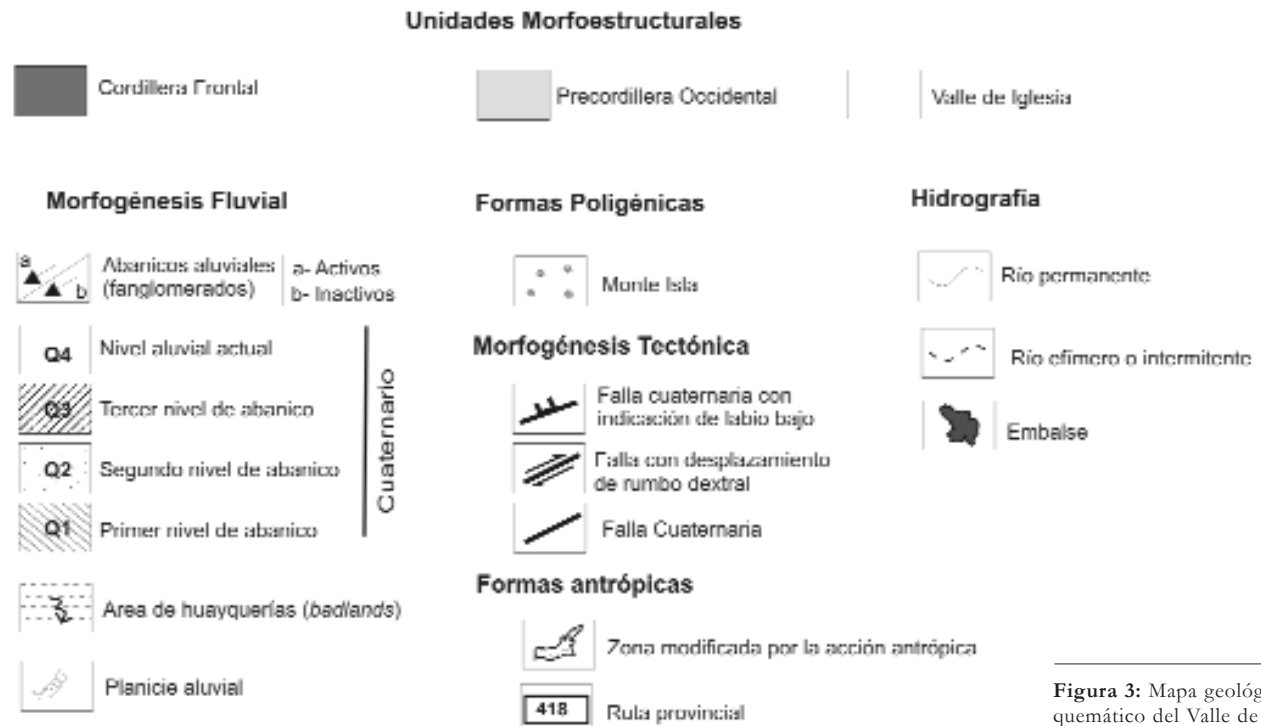 Unidades Morfoestructurales
Cordillera Frontal
Precordillera Occidental
Valle de Iglesia
Morfogénesis Fluvial
a
b
Abanicos aluviales
(fanglomerados)
a- Activos
b- Inactivos
Q4
Nivel aluvial actual
Q3
Tercer nivel de abanico
Q2
Segundo nivel de abanico
Q1
Primer nivel de abanico
Cuaternario
Area de huayquerías (badlands)
Planicie aluvial
Formas Poligénicas
Monte Isla
Morfogénesis Tectónica
Falla cuaternaria con
indicación de labio bajo
Falla con desplazamiento
de rumbo dextral
Falla Cuaternaria
Formas antrópicas
Zona modificada por la acción antrópica
418
Ruta provincial
Hidrografia
Río permanente
Río efímero o intermitente
Embalse
Figura 3: Mapa geológ
quemático del Valle de